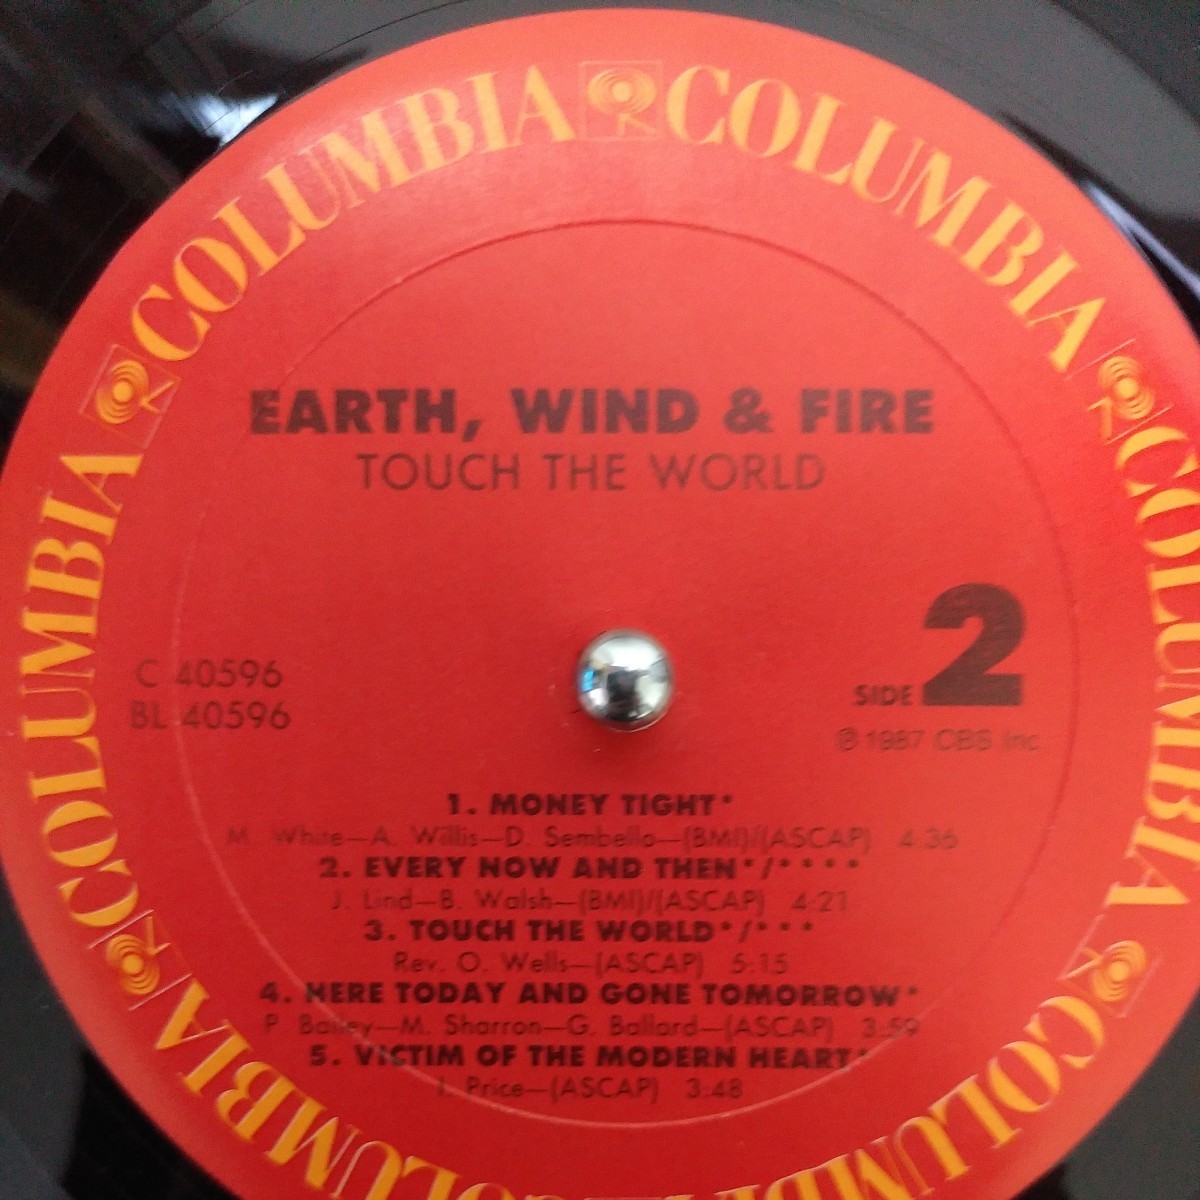 COLUMBIA COLUMBIA COLUMBIA COLUMBIA COLUMBIA COLUMBIA
EARTH, WIND & FIRE
TOUCH THE WORLD
C 40596
BL 40596
SIDE 2
℗ 1987 CBS Inc
1. MONEY TIGHT*
M. White—A. Willis—D. Sembello—(BMI)/(ASCAP) 4:36
2. EVERY NOW AND THEN*/****
J. Lind—B. Walsh—(BMI)/(ASCAP) 4:21
3. TOUCH THE WORLD*/***
Rev. O. Wells—(ASCAP) 5:15
4. HERE TODAY AND GONE TOMORROW*
P. Bailey—M. Sharron—G. Ballard—(ASCAP) 3:59
5. VICTIM OF THE MODERN HEART*
Price—(ASCAP) 3:48